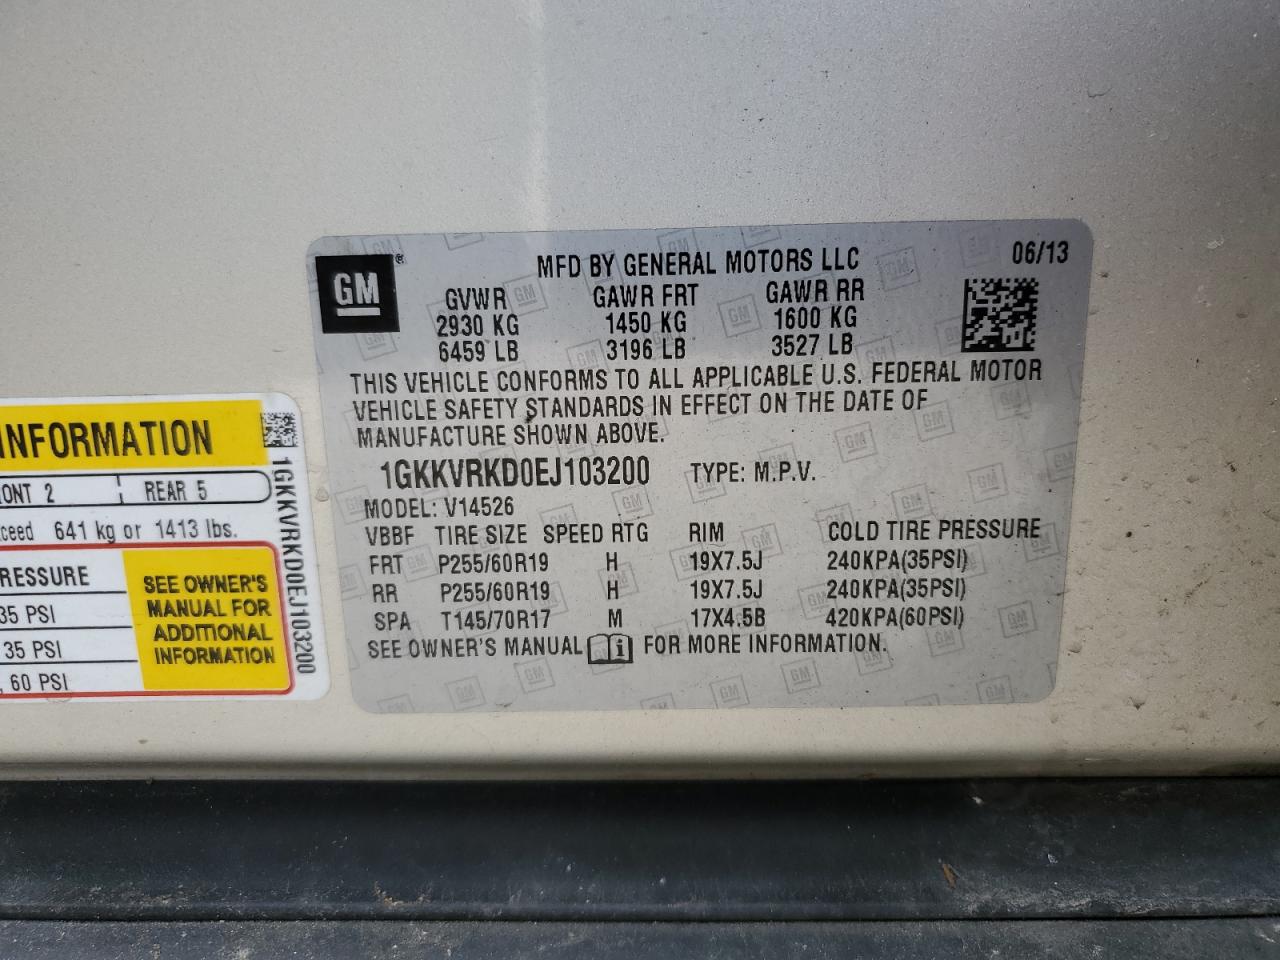 GM®
MFD BY GENERAL MOTORS LLC 06/13
GVWR GAWR FRT GAWR RR
2930 KG 1450 KG 1600 KG
6459 LB 3196 LB 3527 LB
THIS VEHICLE CONFORMS TO ALL APPLICABLE U.S. FEDERAL MOTOR
VEHICLE SAFETY STANDARDS IN EFFECT ON THE DATE OF
MANUFACTURE SHOWN ABOVE.
1GKKVRKD0EJ103200 TYPE: M.P.V.
MODEL: V14526
VBBF TIRE SIZE SPEED RTG RIM COLD TIRE PRESSURE
FRT P255/60R19 H 19X7.5J 240KPA(35PSI)
RR P255/60R19 H 19X7.5J 240KPA(35PSI)
SPA T145/70R17 M 17X4.5B 420KPA(60PSI)
SEE OWNER'S MANUAL i FOR MORE INFORMATION.
INFORMATION
ONT 2 REAR 5
ceed 641 kg or 1413 lbs.
RESSURE
35 PSI
35 PSI
, 60 PSI
SEE OWNER'S
MANUAL FOR
ADDITIONAL
INFORMATION
1GKKVRKD0EJ103200